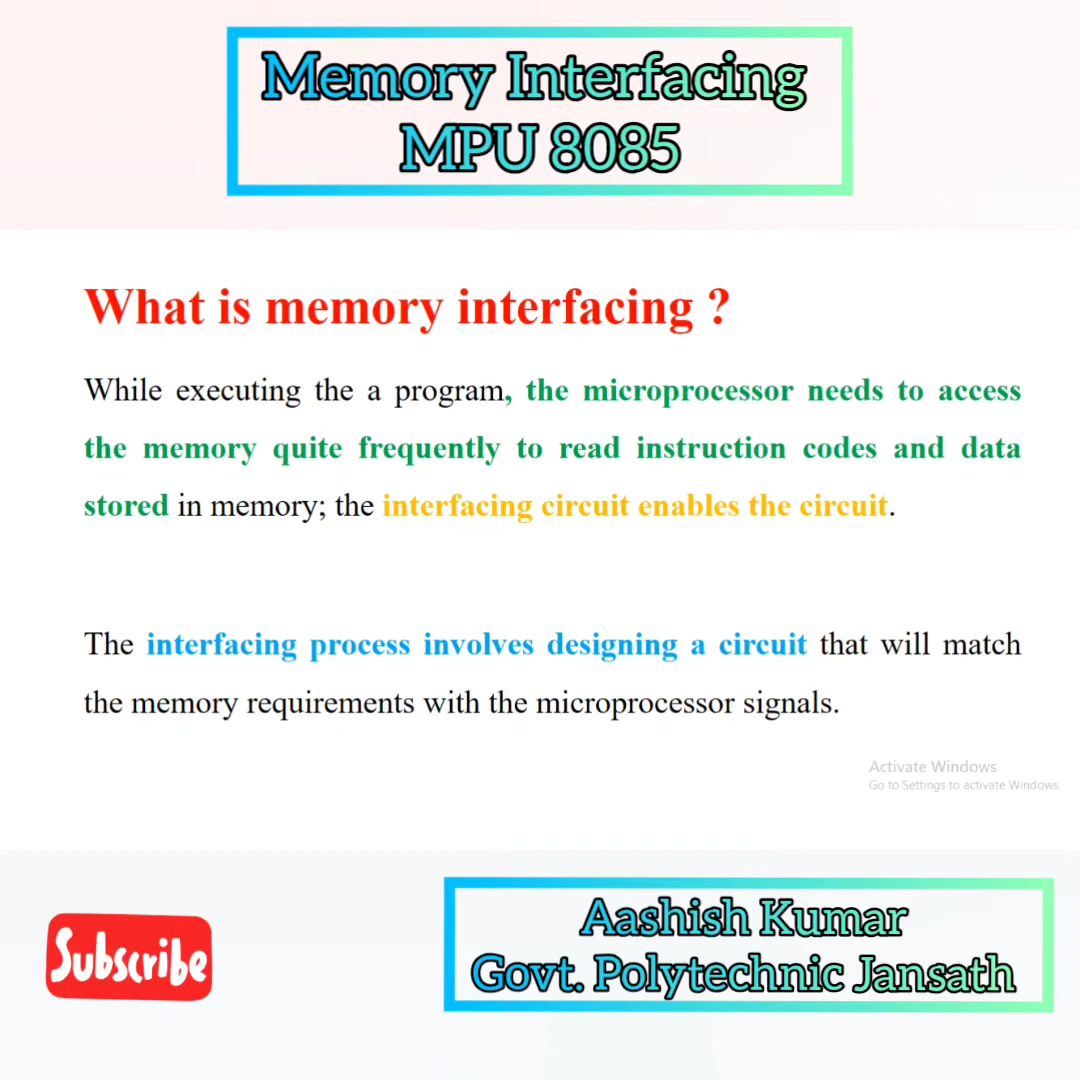 Memory Interfacing
MPU 8085
What is memory interfacing ?
While executing the a program, the microprocessor needs to access
the memory quite frequently to read instruction codes and data
stored in memory; the interfacing circuit enables the circuit.
The interfacing process involves designing a circuit that will match
the memory requirements with the microprocessor signals.
Activate Windows
Go to Settings to activate Windows.
Subscribe
Aashish Kumar
Govt. Polytechnic Jansath